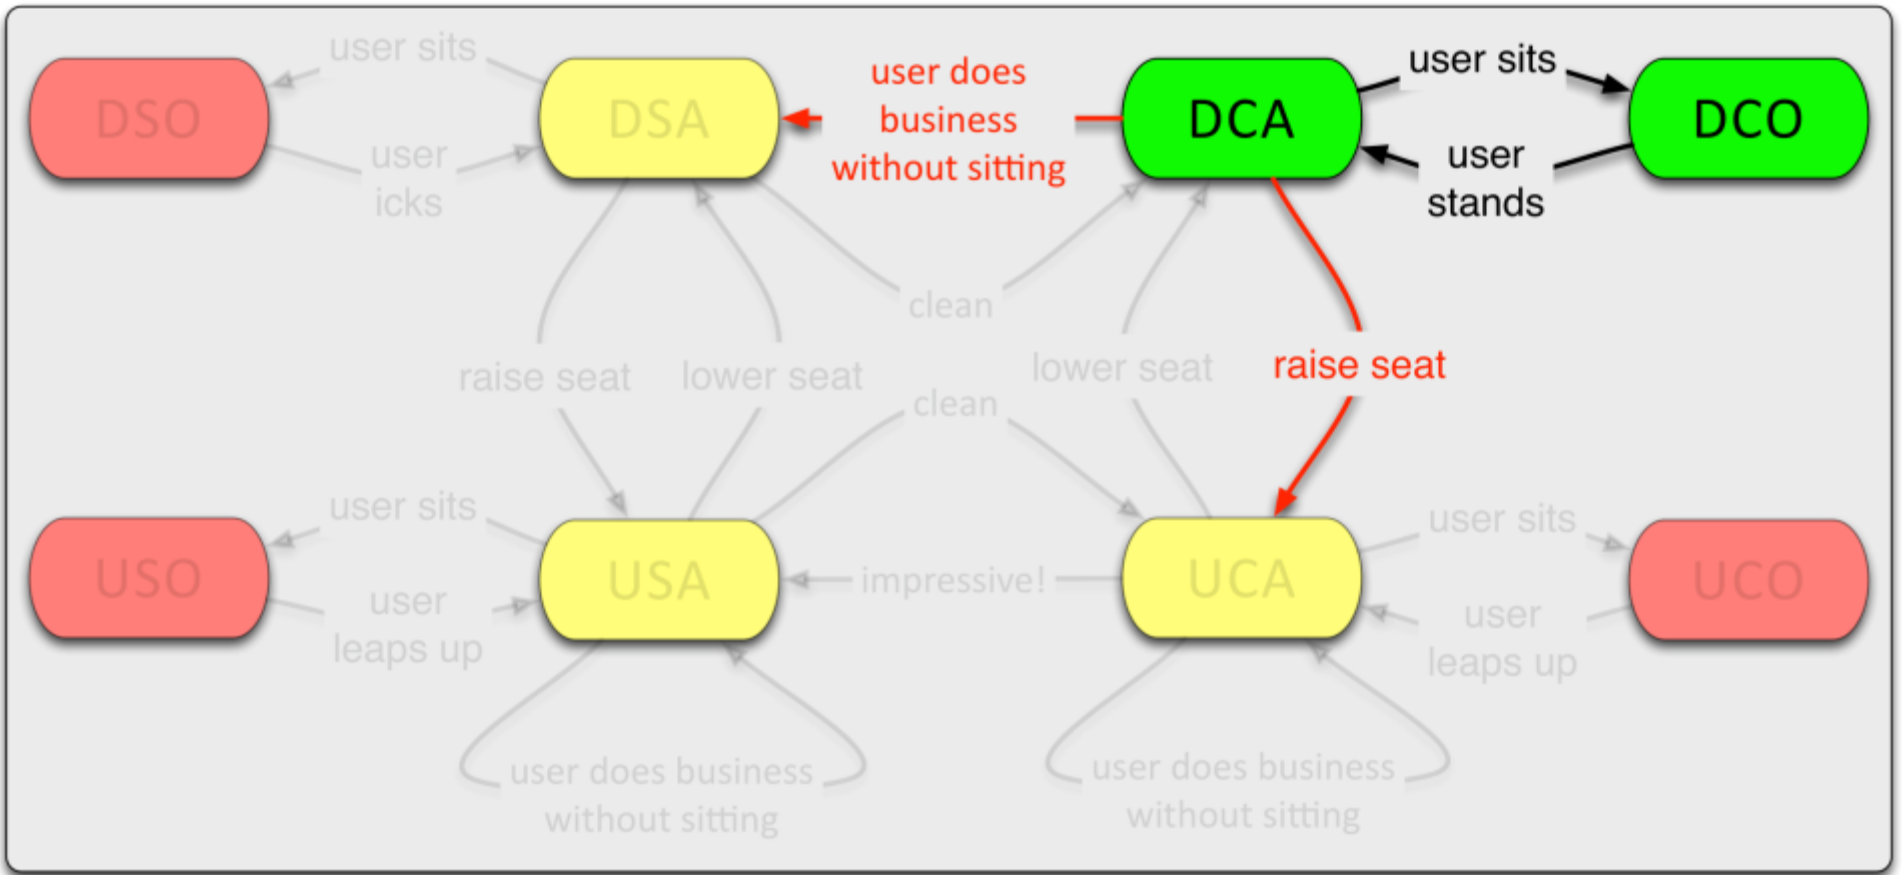 user sits
DSO
user
icks
DSA
user does
business
without sitting
DCA
user sits
user
stands
DCO
clean
raise seat
lower seat
clean
lower seat
raise seat
user sits
USO
user
leaps up
USA
impressive!
UCA
user sits
user
leaps up
UCO
user does business
without sitting
user does business
without sitting